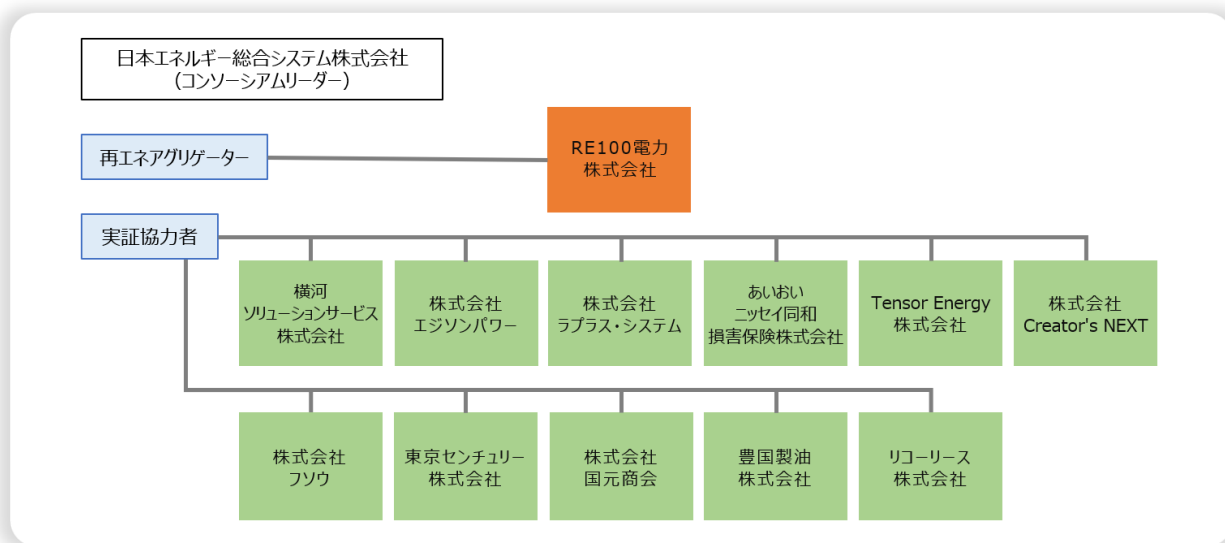 日本エネルギー総合システム株式会社
（コンソーシアムリーダー）
再エネアグリゲーター
RE100電力
株式会社
実証協力者
横河
ソリューションサービス
株式会社
株式会社
エジソンパワー
株式会社
ラプラス・システム
あいおい
ニッセイ同和
損害保険株式会社
Tensor Energy
株式会社
株式会社
Creator's NEXT
株式会社
フソウ
東京センチュリー
株式会社
株式会社
国元商会
豊国製油
株式会社
リコーリース
株式会社